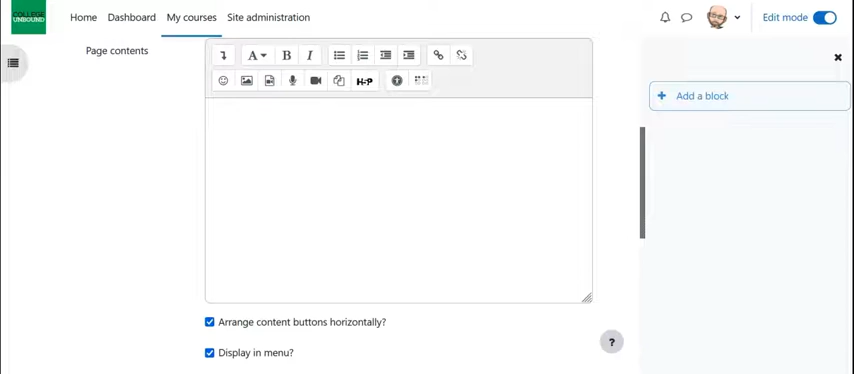 COLLEGE
UNBOUND
Home Dashboard My courses Site administration
Edit mode
Page contents
A B I
H-P
Add a block
Arrange content buttons horizontally?
Display in menu?
?